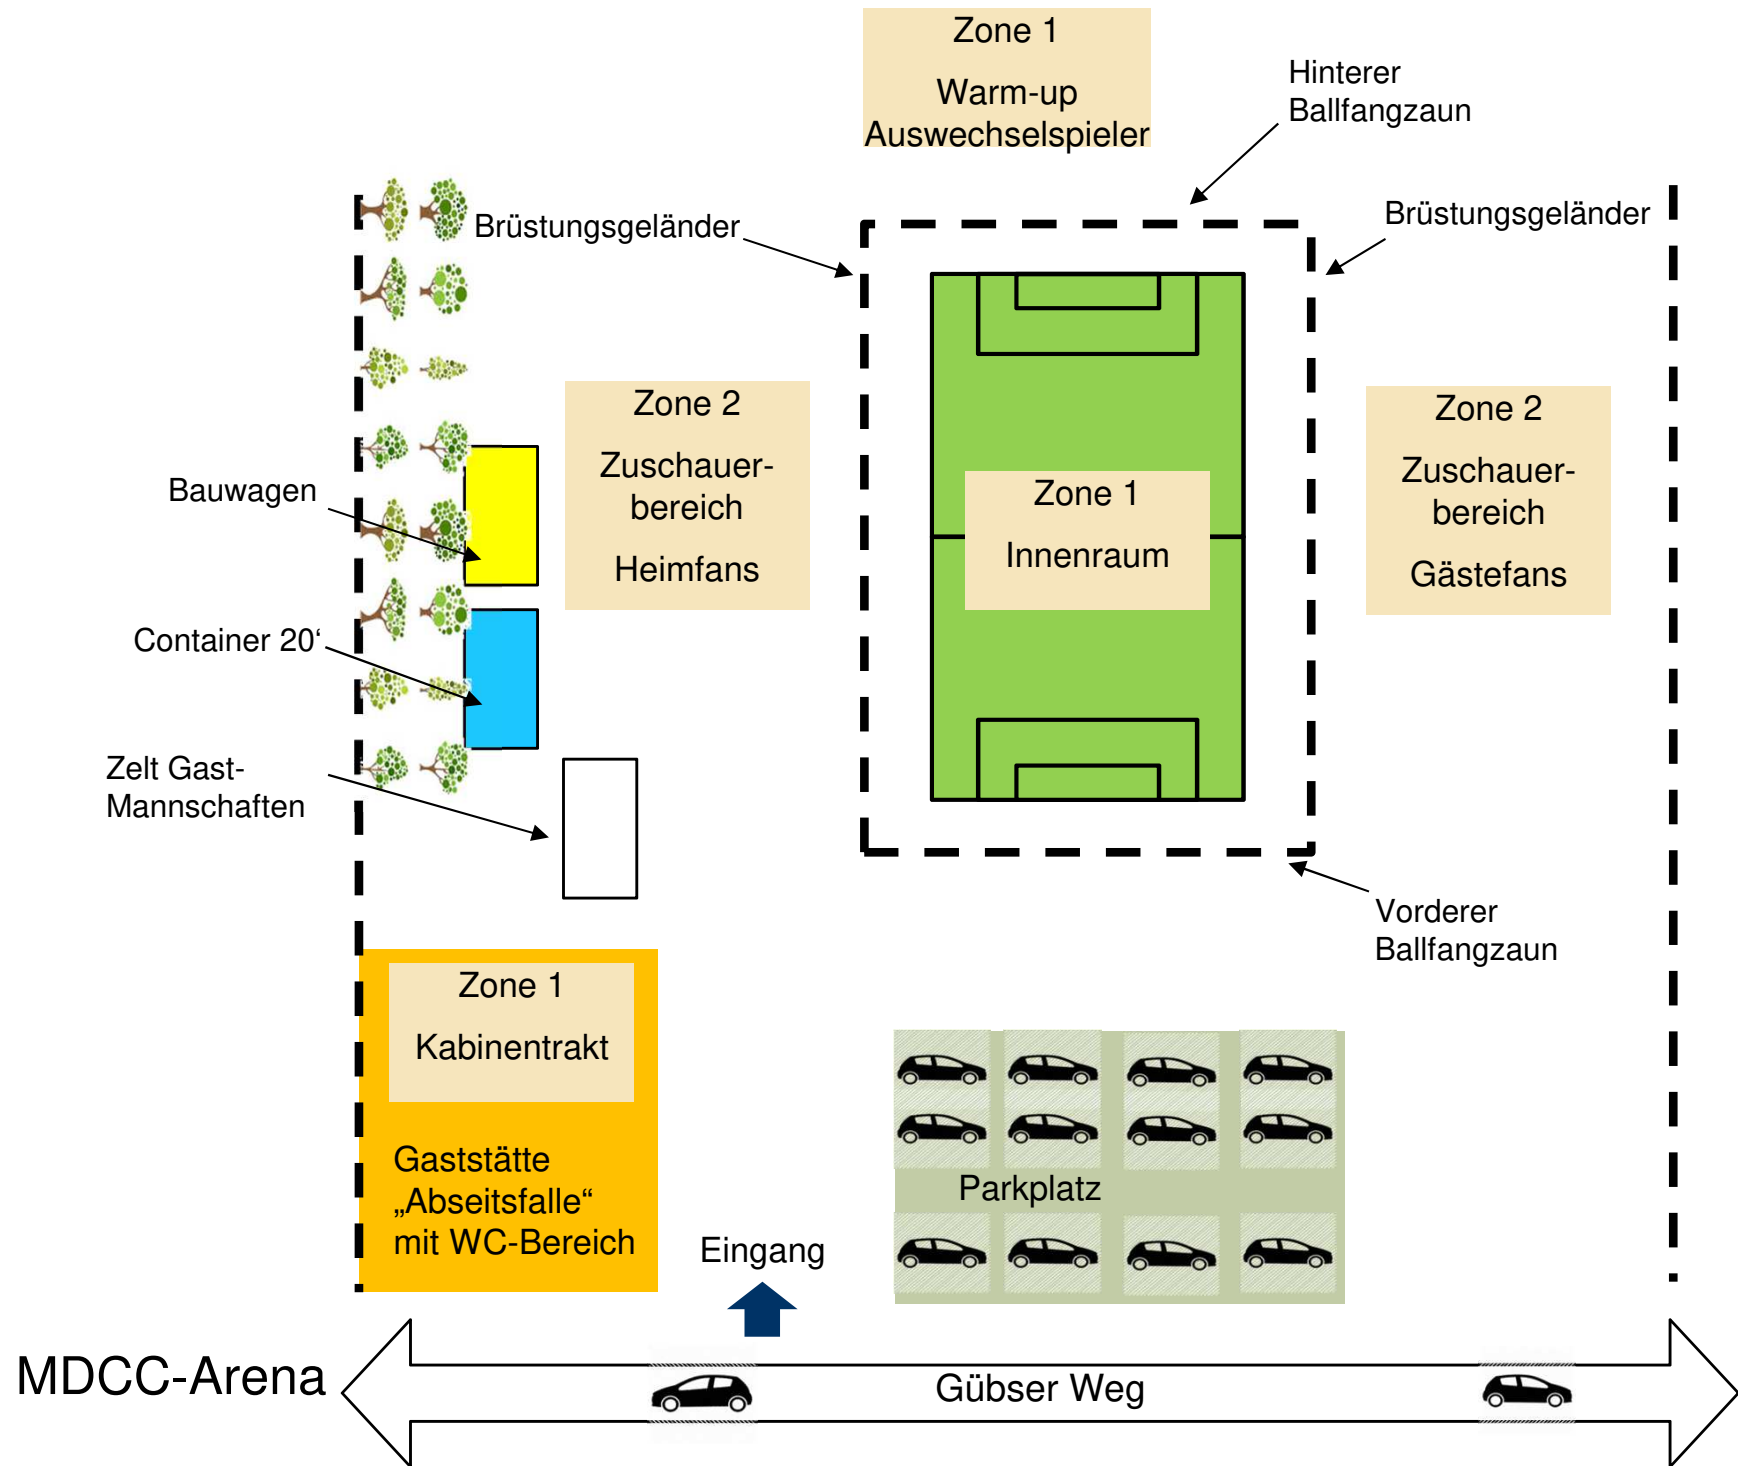 Zone 1
Warm-up
Auswechselspieler
Hinterer
Ballfangzaun
Brüstungsgeländer
Brüstungsgeländer
Zone 2
Zuschauer-
bereich
Heimfans
Zone 1
Innenraum
Zone 2
Zuschauer-
bereich
Gästefans
Bauwagen
Container 20‘
Zelt Gast-
Mannschaften
Vorderer
Ballfangzaun
Zone 1
Kabinentrakt
Gaststätte
„Abseitsfalle“
mit WC-Bereich
Parkplatz
Eingang
MDCC-Arena
Gübser Weg